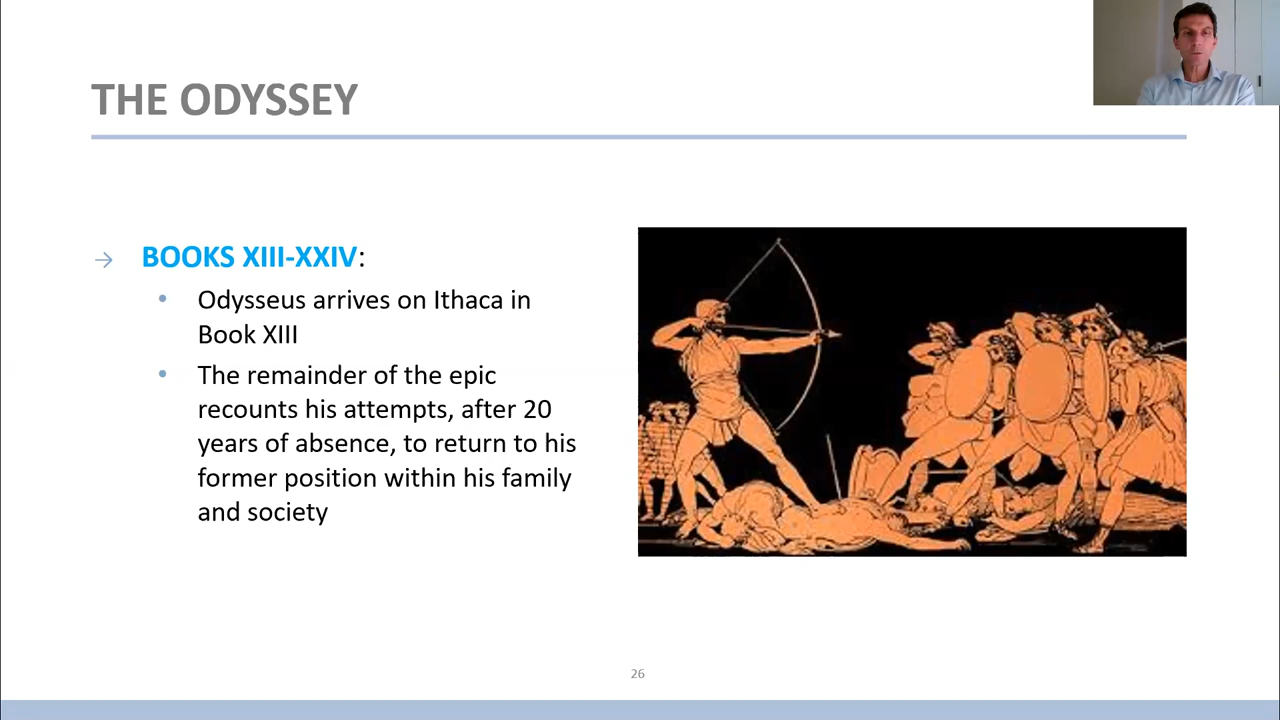 THE ODYSSEY
→ BOOKS XIII-XXIV:
• Odysseus arrives on Ithaca in
Book XIII
• The remainder of the epic
recounts his attempts, after 20
years of absence, to return to his
former position within his family
and society
26